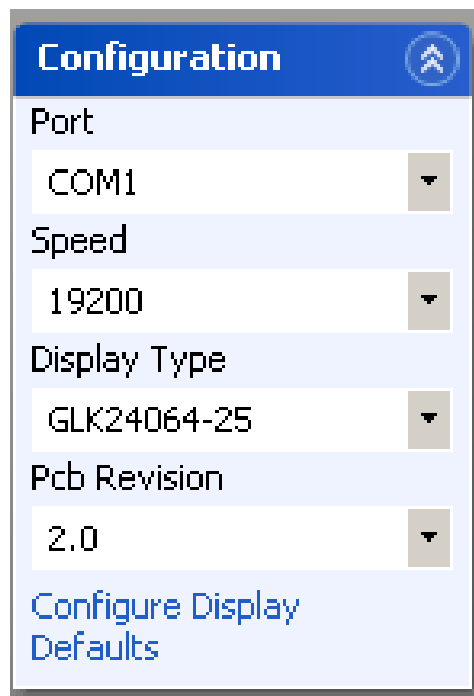 Configuration
Port
COM1
Speed
19200
Display Type
GLK24064-25
Pcb Revision
2.0
Configure Display
Defaults